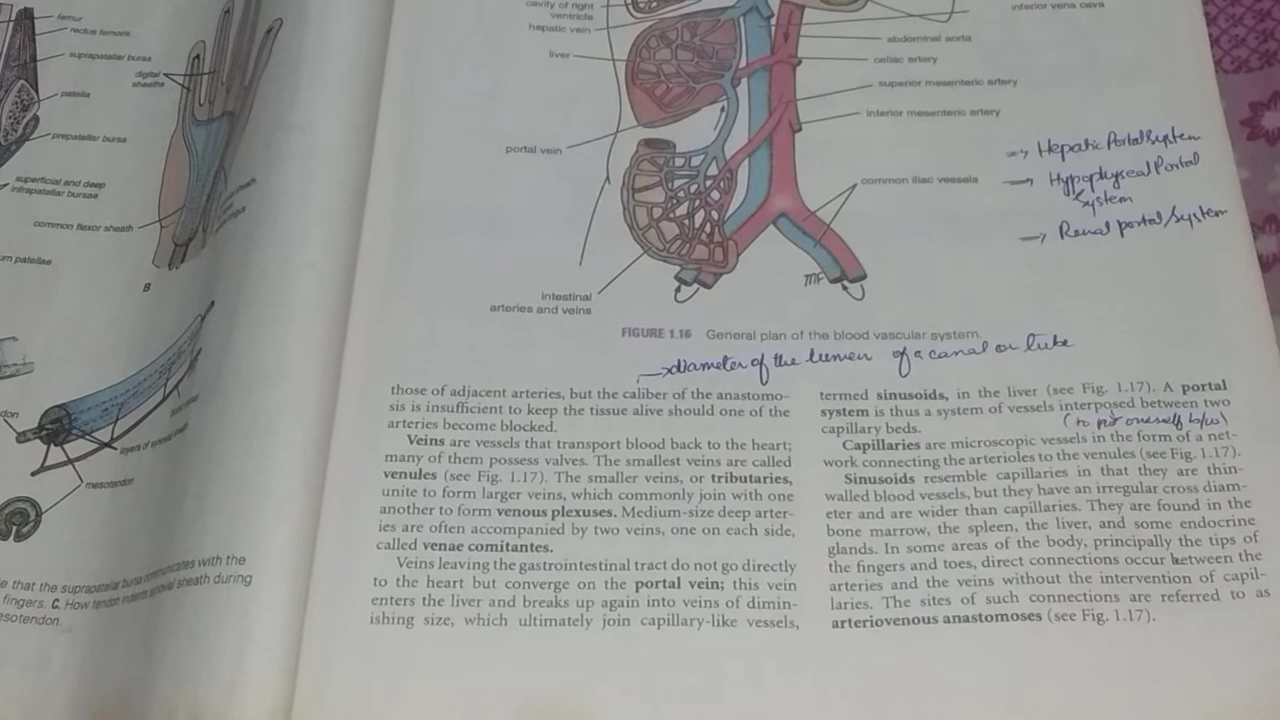 femur
rectus femoris
suprapatellar bursa
digital
sheaths
patella
prepatellar bursa
superficial and deep
infrapatellar bursae
common flexor sheath
um patellae
B
don
layers of synovial sheath
mesotendon
e that the suprapatellar bursa communicates with the
fingers. C. How tendon indents synovial sheath during
esotendon.
cavity of right
ventricle
hepatic vein
liver
portal vein
intestinal
arteries and veins
inferior vena cava
abdominal aorta
celiac artery
superior mesenteric artery
inferior mesenteric artery
common iliac vessels
MF
→ Hepatic Portal System
→ Hypophyseal Portal
System
→ Renal portal System
FIGURE 1.16 General plan of the blood vascular system.
→ diameter of the lumen of a canal or tube
those of adjacent arteries, but the caliber of the anastomo-
sis is insufficient to keep the tissue alive should one of the
arteries become blocked.
Veins are vessels that transport blood back to the heart;
many of them possess valves. The smallest veins are called
venules (see Fig. 1.17). The smaller veins, or tributaries,
unite to form larger veins, which commonly join with one
another to form venous plexuses. Medium-size deep arter-
ies are often accompanied by two veins, one on each side,
called venae comitantes.
Veins leaving the gastrointestinal tract do not go directly
to the heart but converge on the portal vein; this vein
enters the liver and breaks up again into veins of dimin-
ishing size, which ultimately join capillary-like vessels,
termed sinusoids, in the liver (see Fig. 1.17). A portal
system is thus a system of vessels interposed between two
capillary beds.
(to put oneself b/w)
Capillaries are microscopic vessels in the form of a net-
work connecting the arterioles to the venules (see Fig. 1.17).
Sinusoids resemble capillaries in that they are thin-
walled blood vessels, but they have an irregular cross diam-
eter and are wider than capillaries. They are found in the
bone marrow, the spleen, the liver, and some endocrine
glands. In some areas of the body, principally the tips of
the fingers and toes, direct connections occur between the
arteries and the veins without the intervention of capil-
laries. The sites of such connections are referred to as
arteriovenous anastomoses (see Fig. 1.17).